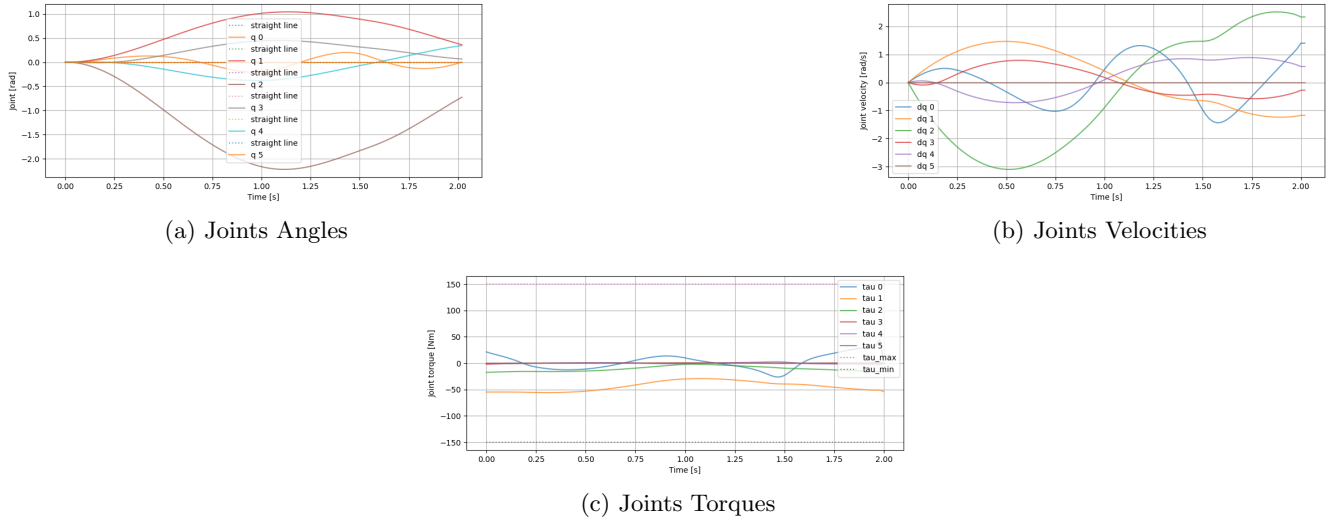 1.0
0.5
0.0
-0.5
-1.0
-1.5
-2.0
Joint [rad]
straight line
q 0
straight line
q 1
straight line
q 2
straight line
q 3
straight line
q 4
straight line
q 5
0.00 0.25 0.50 0.75 1.00 1.25 1.50 1.75 2.00
Time [s]
(a) Joints Angles
2
1
0
−1
−2
−3
Joint velocity [rad/s]
dq 0
dq 1
dq 2
dq 3
dq 4
dq 5
0.00 0.25 0.50 0.75 1.00 1.25 1.50 1.75 2.00
Time [s]
(b) Joints Velocities
150
100
50
0
−50
−100
−150
Joint torque [Nm]
tau 0
tau 1
tau 2
tau 3
tau 4
tau 5
tau_max
tau_min
0.00 0.25 0.50 0.75 1.00 1.25 1.50 1.75 2.00
Time [s]
(c) Joints Torques